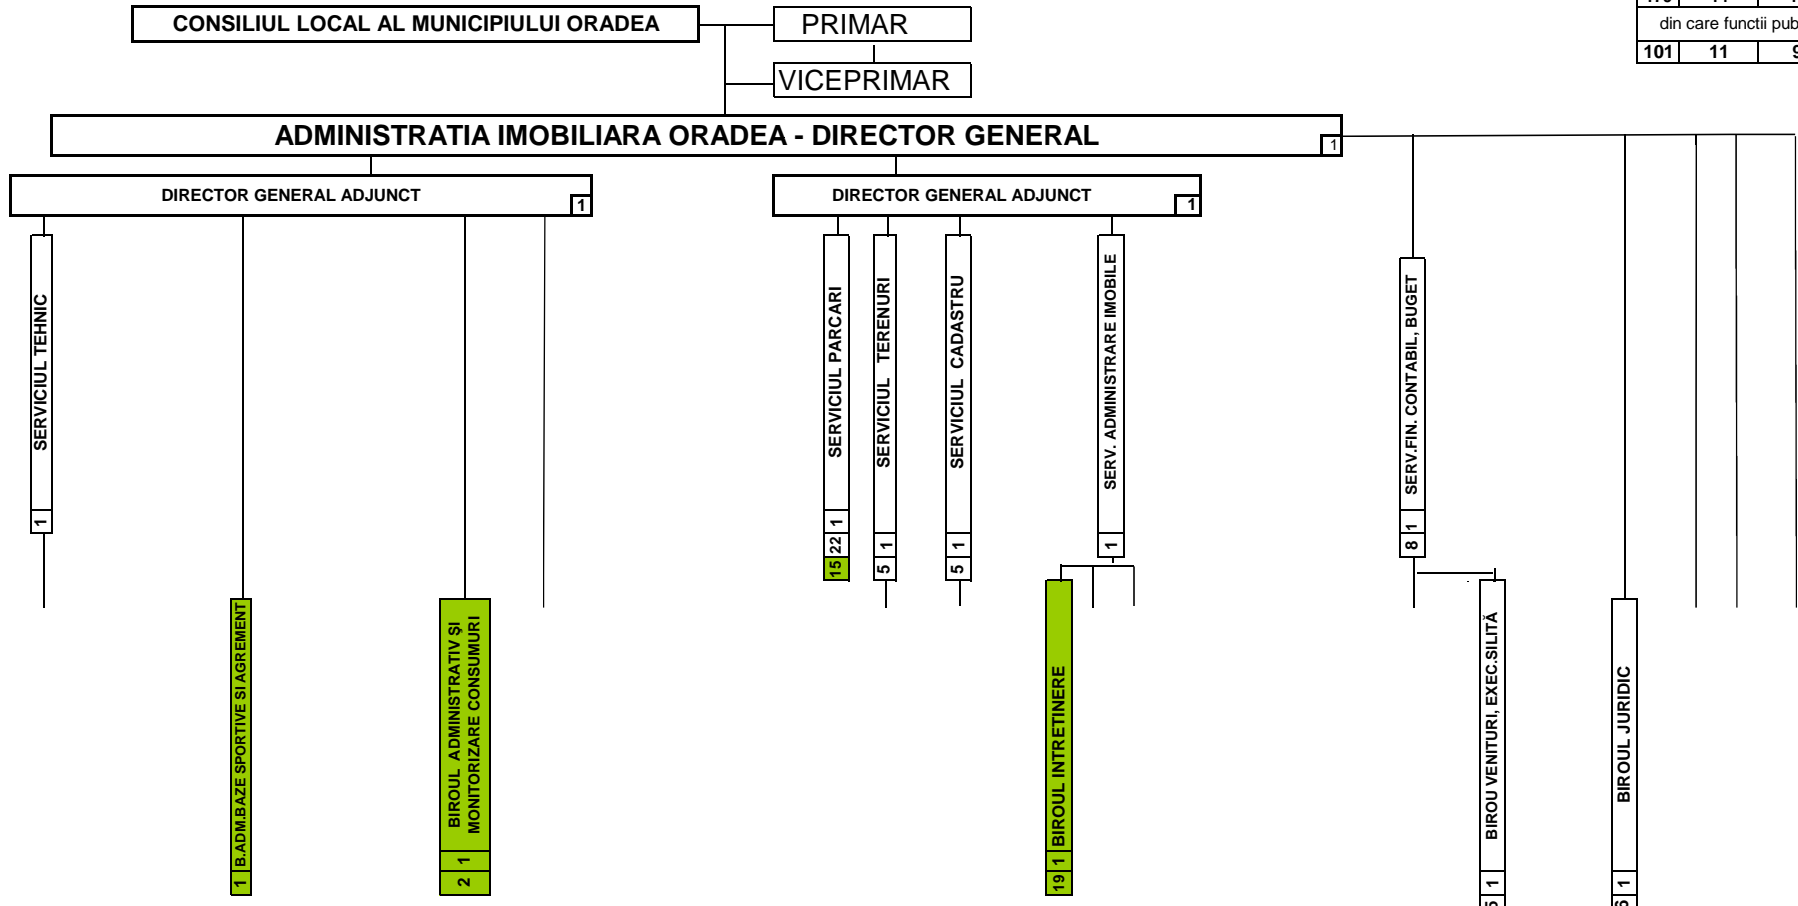 CONSILIUL LOCAL AL MUNICIPIULUI ORADEA
PRIMAR
din care functii pub
101 11 9
VICEPRIMAR
ADMINISTRATIA IMOBILIARA ORADEA - DIRECTOR GENERAL
1
DIRECTOR GENERAL ADJUNCT
1
DIRECTOR GENERAL ADJUNCT
1
SERVICIUL TEHNIC
1
B.ADM.BAZE SPORTIVE SI AGREMENT
1
BIROUL ADMINISTRATIV ŞI
MONITORIZARE CONSUMURI
1
2
SERVICIUL PARCARI
1
22
15
SERVICIUL TERENURI
1
5
SERVICIUL CADASTRU
1
5
SERV. ADMINISTRARE IMOBILE
1
BIROUL INTRETINERE
1
19
SERV.FIN. CONTABIL, BUGET
1
8
BIROU VENITURI, EXEC.SILITĂ
1
BIROUL JURIDIC
1